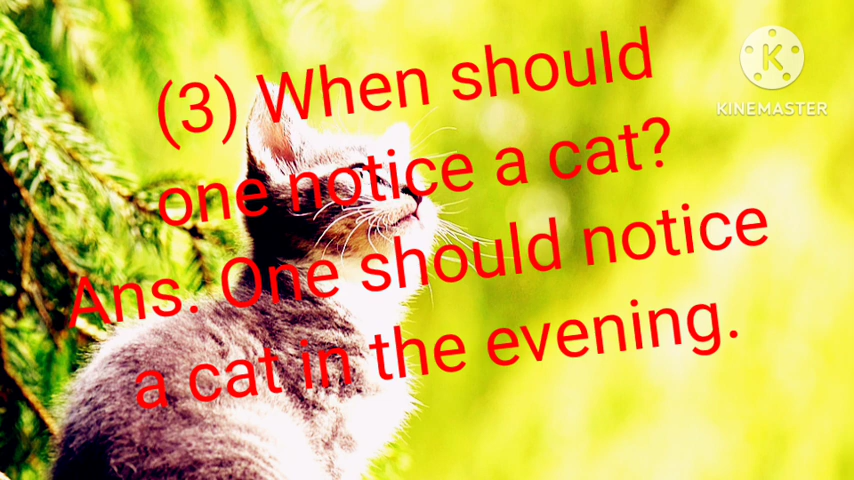 (3) When should
one notice a cat?
Ans. One should notice
a cat in the evening.
KINEMASTER